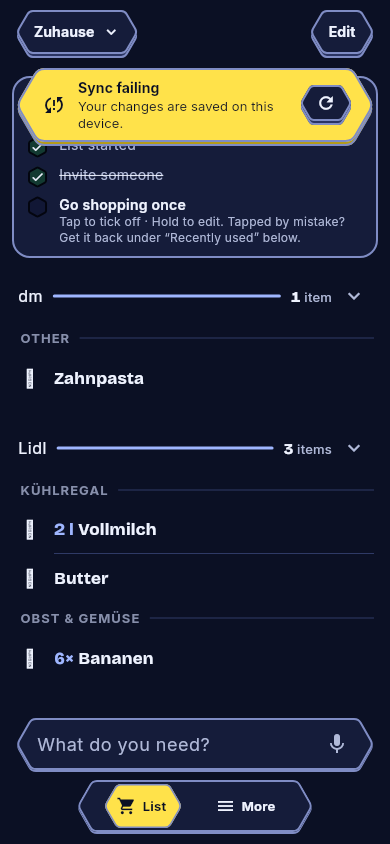 Zuhause
Edit
Sync failing
Your changes are saved on this
device.
List started
Invite someone
Go shopping once
Tap to tick off · Hold to edit. Tapped by mistake?
Get it back under “Recently used” below.
dm
1 item
OTHER
Zahnpasta
Lidl
3 items
KÜHLREGAL
2 l Vollmilch
Butter
OBST & GEMÜSE
6× Bananen
What do you need?
List
More